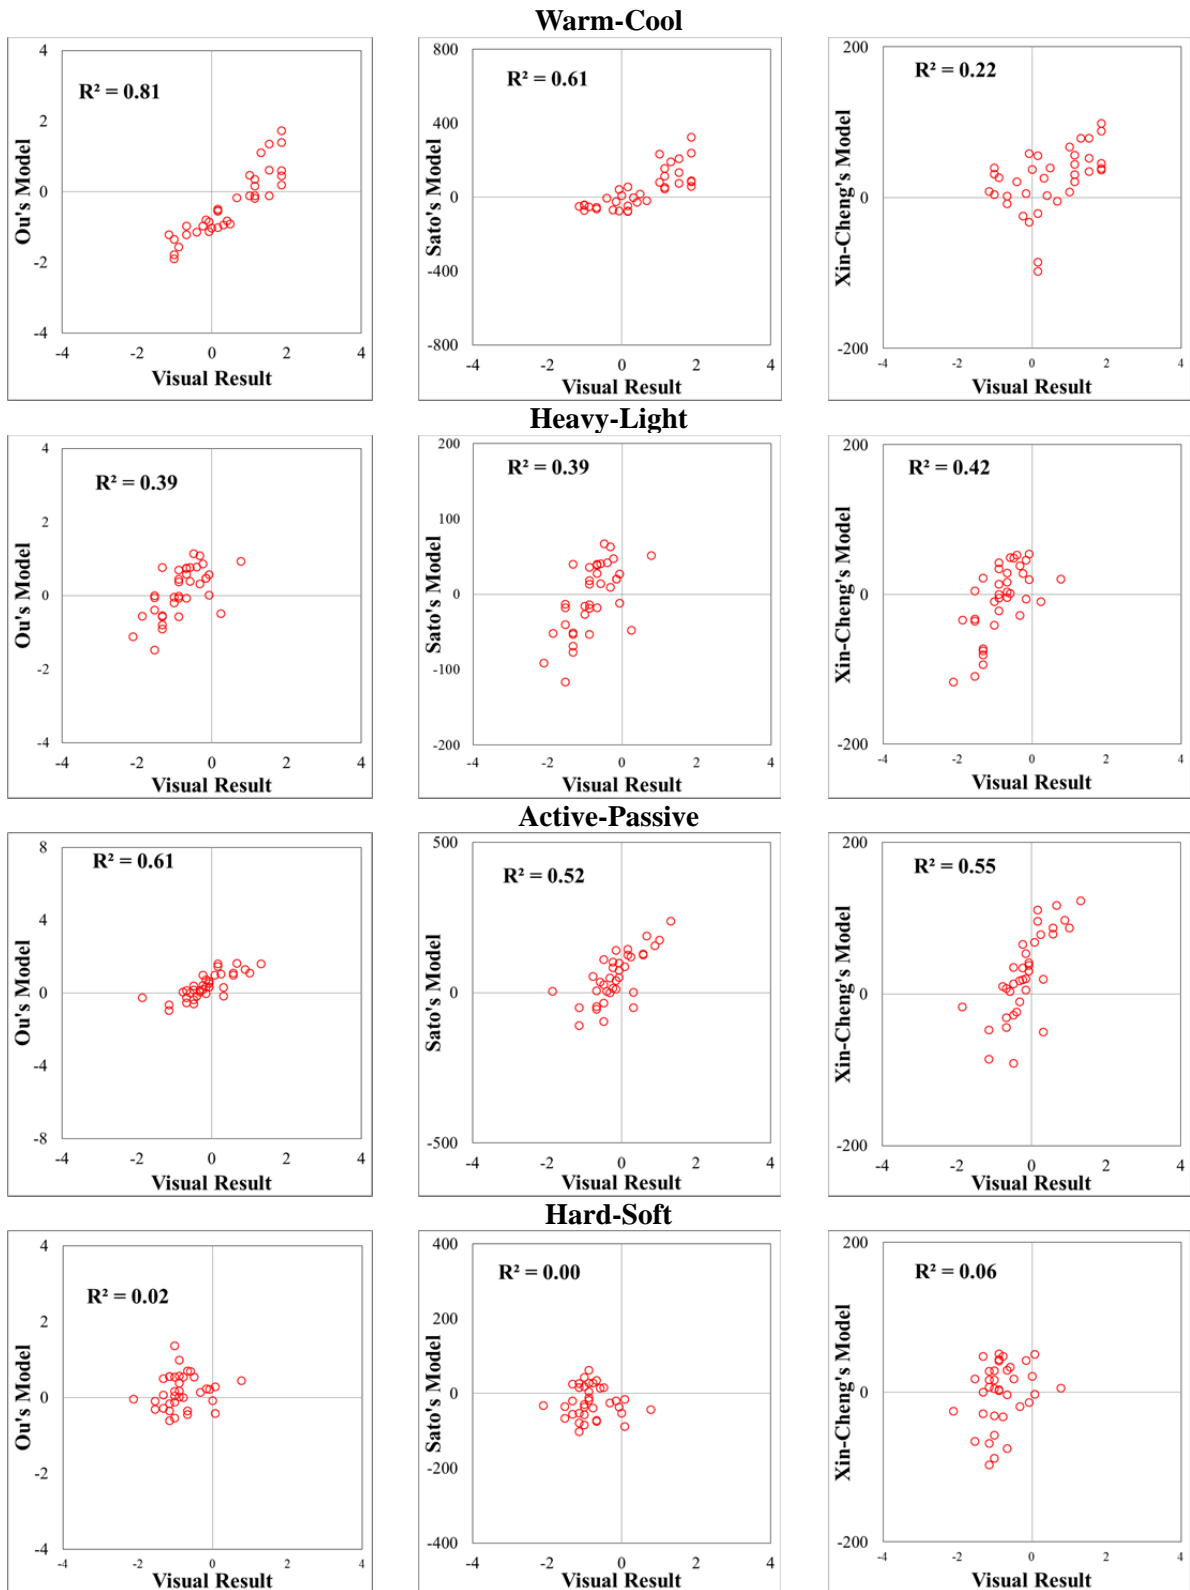 Warm-Cool
R² = 0.81
Ou's Model
4
2
0
-2
-4
-4 -2 0 2 4
Visual Result
R² = 0.61
Sato's Model
800
400
0
-400
-800
-4 -2 0 2 4
Visual Result
R² = 0.22
Xin-Cheng's Model
200
0
-200
-4 -2 0 2 4
Visual Result
Heavy-Light
R² = 0.39
Ou's Model
4
2
0
-2
-4
-4 -2 0 2 4
Visual Result
R² = 0.39
Sato's Model
200
100
0
-100
-200
-4 -2 0 2 4
Visual Result
R² = 0.42
Xin-Cheng's Model
200
0
-200
-4 -2 0 2 4
Visual Result
Active-Passive
R² = 0.61
Ou's Model
8
4
0
-4
-8
-4 -2 0 2 4
Visual Result
R² = 0.52
Sato's Model
500
0
-500
-4 -2 0 2 4
Visual Result
R² = 0.55
Xin-Cheng's Model
200
0
-200
-4 -2 0 2 4
Visual Result
Hard-Soft
R² = 0.02
Ou's Model
4
2
0
-2
-4
-4 -2 0 2 4
Visual Result
R² = 0.00
Sato's Model
400
200
0
-200
-400
-4 -2 0 2 4
Visual Result
R² = 0.06
Xin-Cheng's Model
200
0
-200
-4 -2 0 2 4
Visual Result